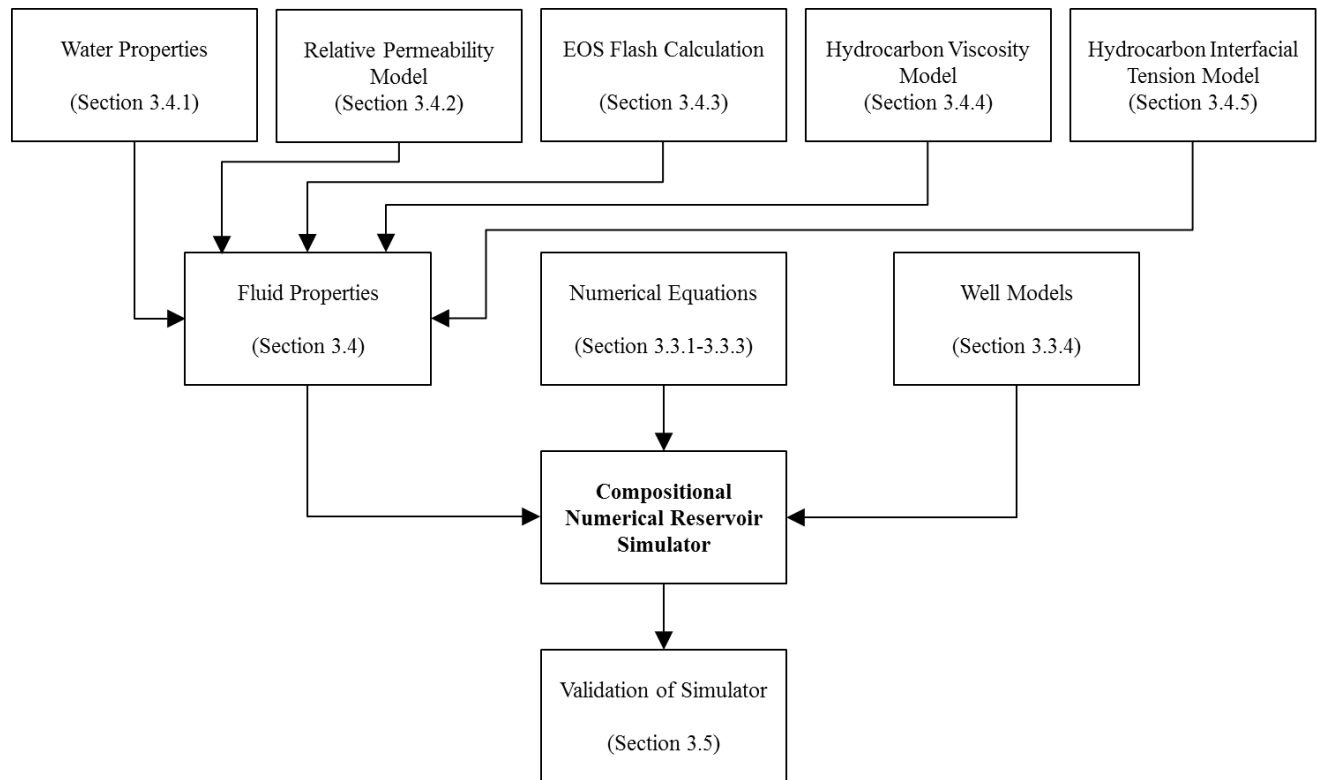 Water Properties
(Section 3.4.1)
Relative Permeability
Model
(Section 3.4.2)
EOS Flash Calculation
(Section 3.4.3)
Hydrocarbon Viscosity
Model
(Section 3.4.4)
Hydrocarbon Interfacial
Tension Model
(Section 3.4.5)
Fluid Properties
(Section 3.4)
Numerical Equations
(Section 3.3.1-3.3.3)
Well Models
(Section 3.3.4)
Compositional
Numerical Reservoir
Simulator
Validation of Simulator
(Section 3.5)